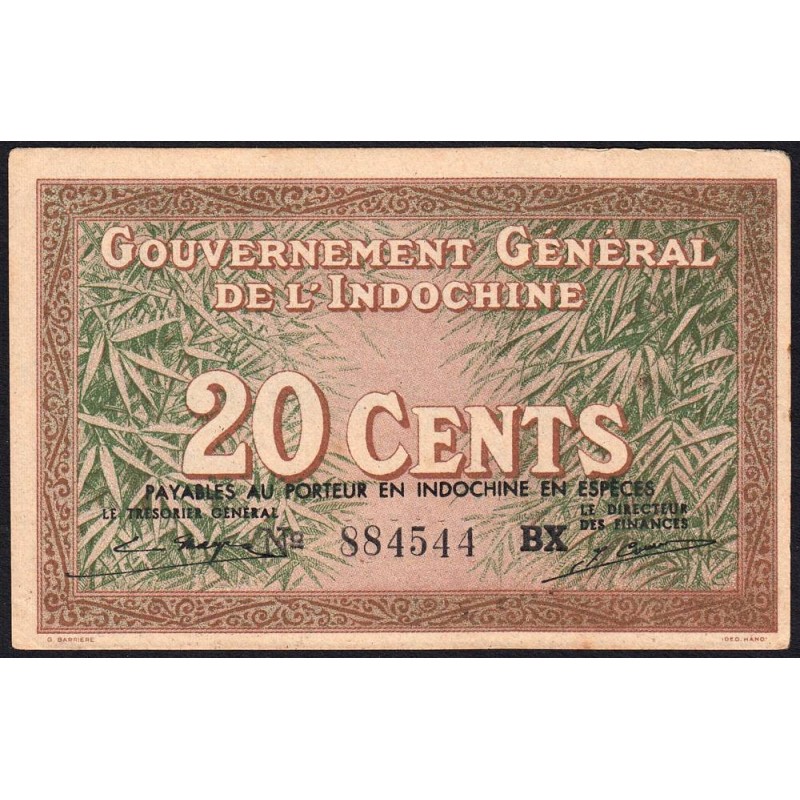 GOUVERNEMENT GÉNÉRAL
DE L'INDOCHINE
20 CENTS
PAYABLES AU PORTEUR EN INDOCHINE EN ESPÈCES
LE TRÉSORIER GÉNÉRAL
LE DIRECTEUR
DES FINANCES
No 884544 BX
G. BARRIÈRE
IDEO. HANOI